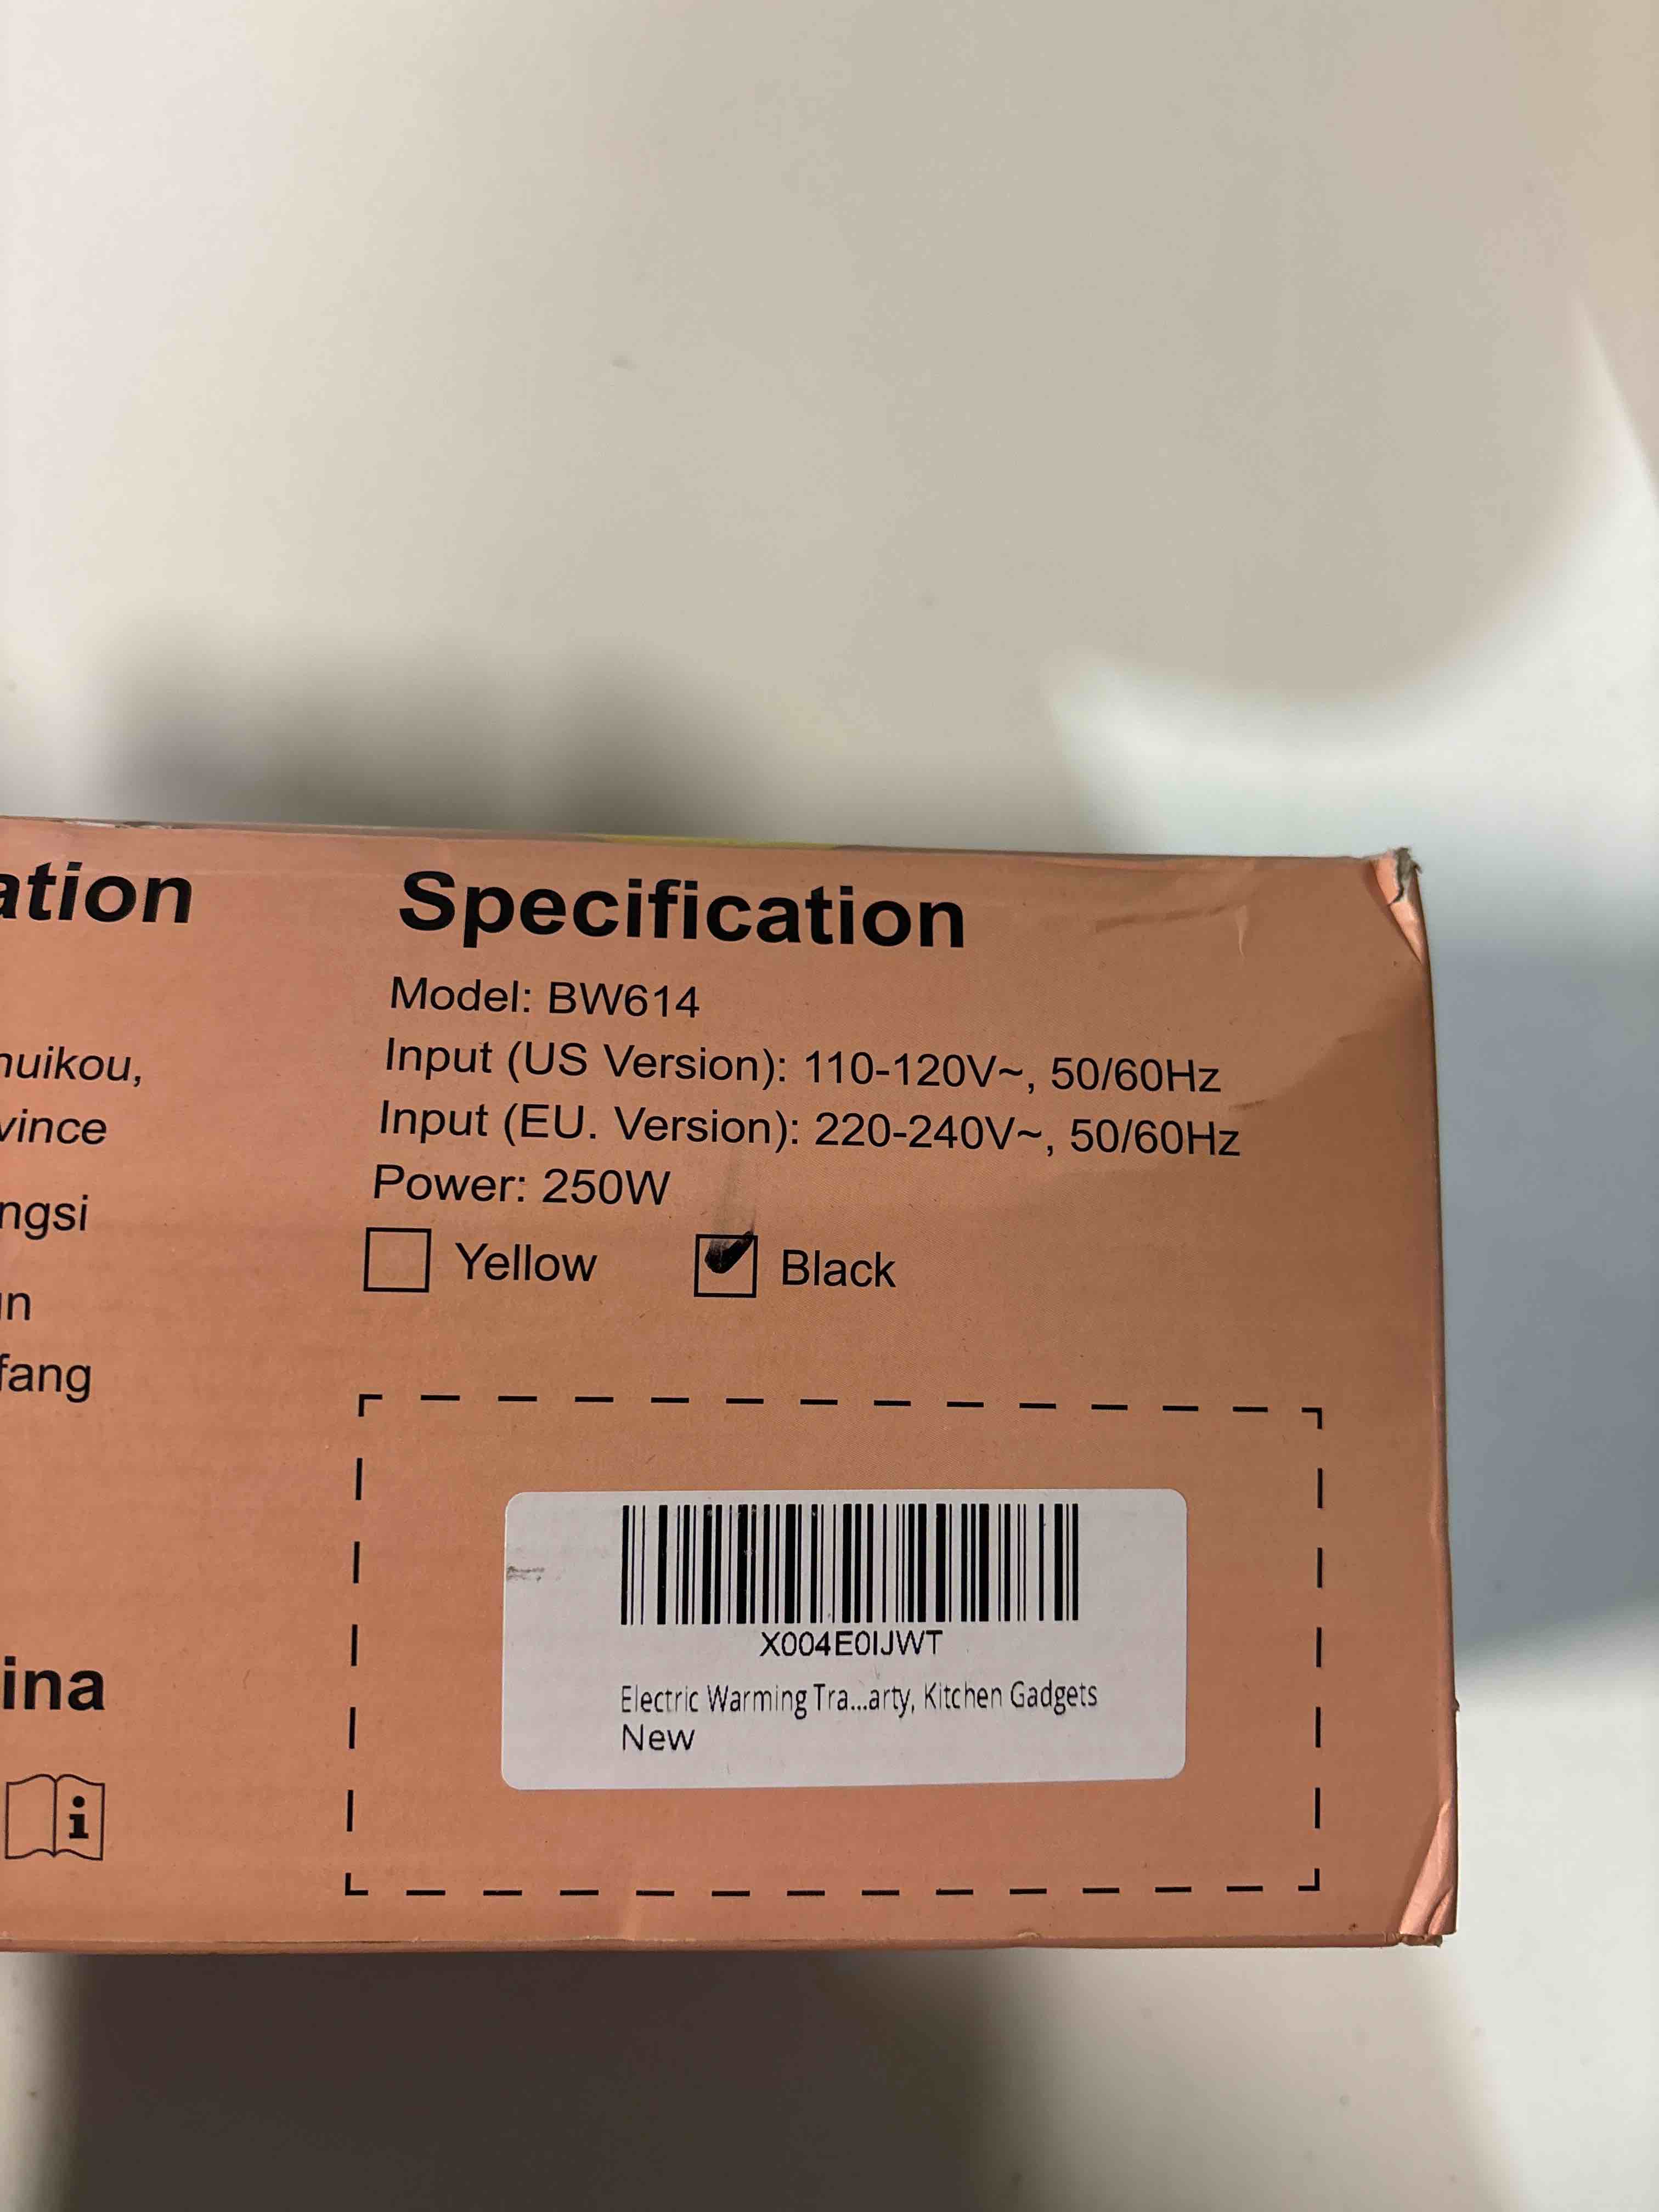 ation
huikou,
vince
ngsi
in
fang
ina
i
Specification
Model: BW614
Input (US Version): 110-120V~, 50/60Hz
Input (EU. Version): 220-240V~, 50/60Hz
Power: 250W
Yellow Black
X004E0IJWT
Electric Warming Tra...arty, Kitchen Gadgets
New